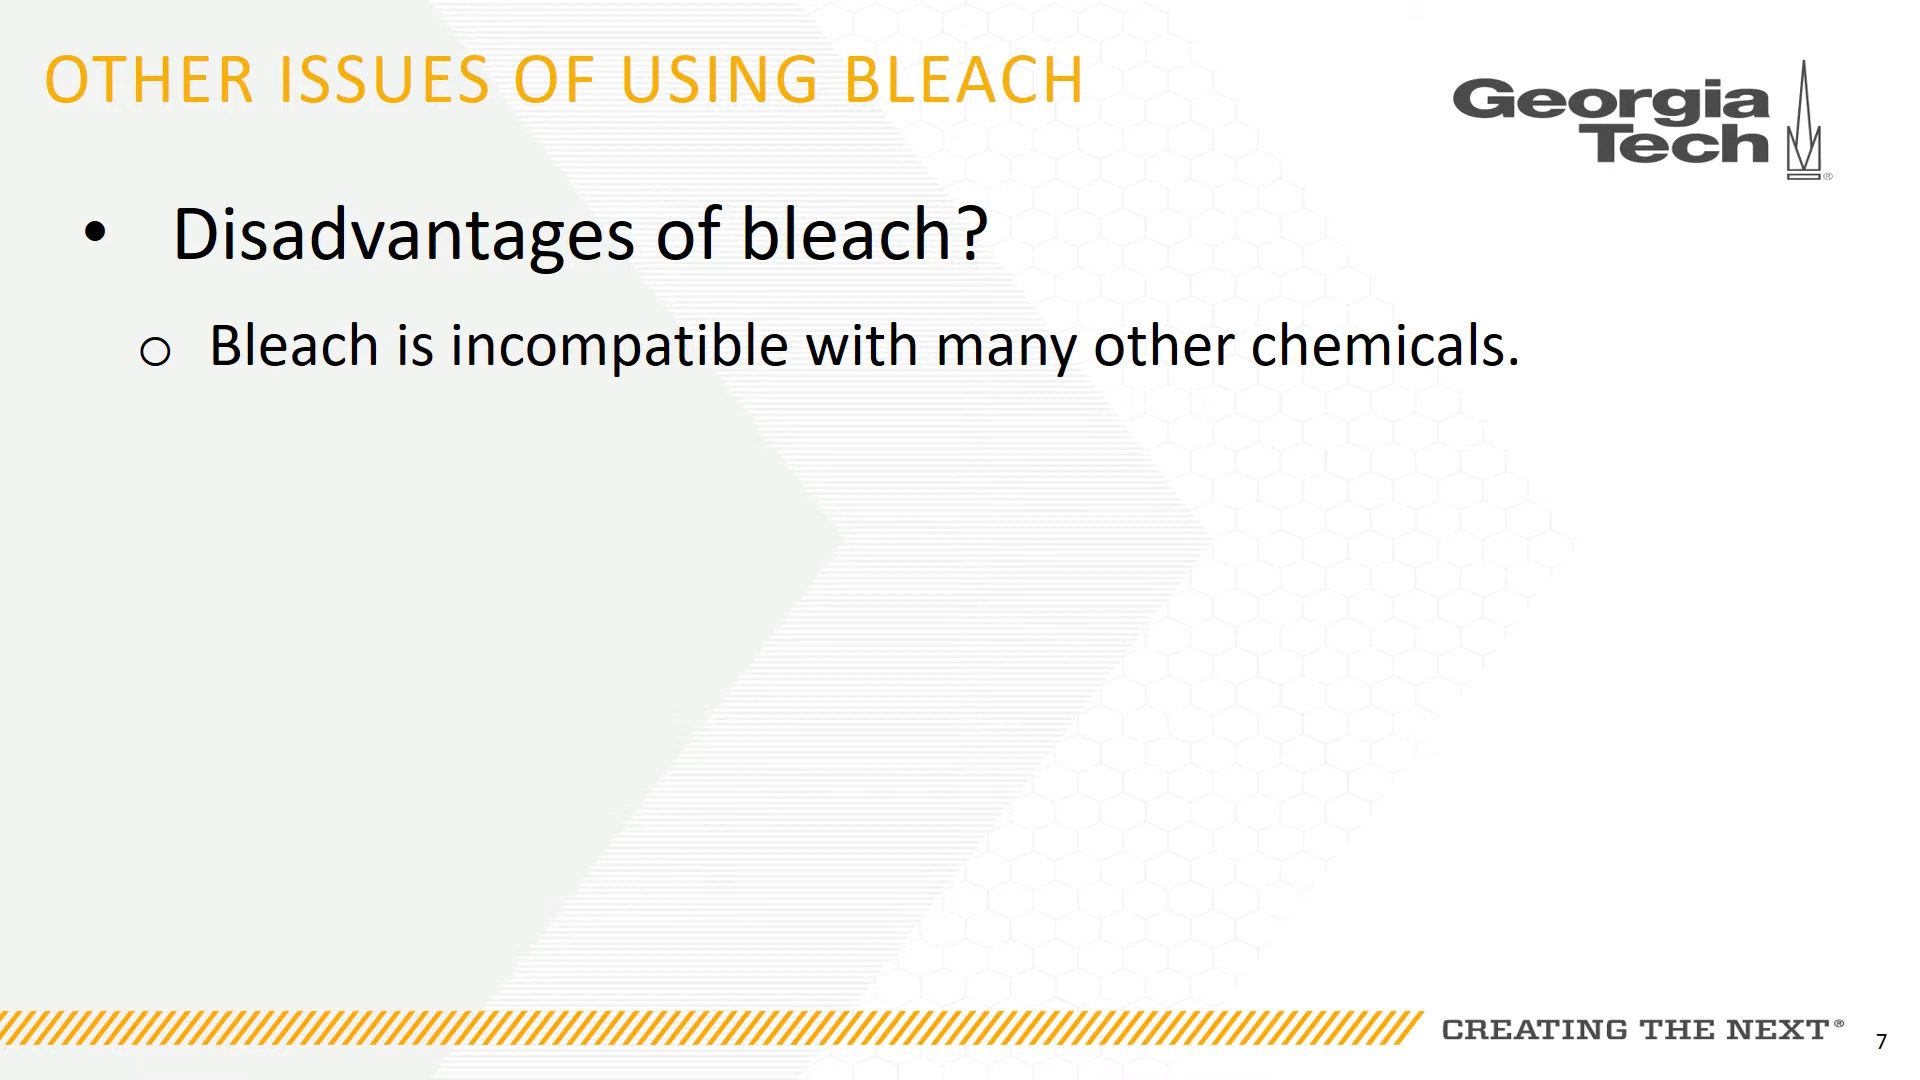 OTHER ISSUES OF USING BLEACH
Georgia
Tech
®
• Disadvantages of bleach?
o Bleach is incompatible with many other chemicals.
CREATING THE NEXT®
7